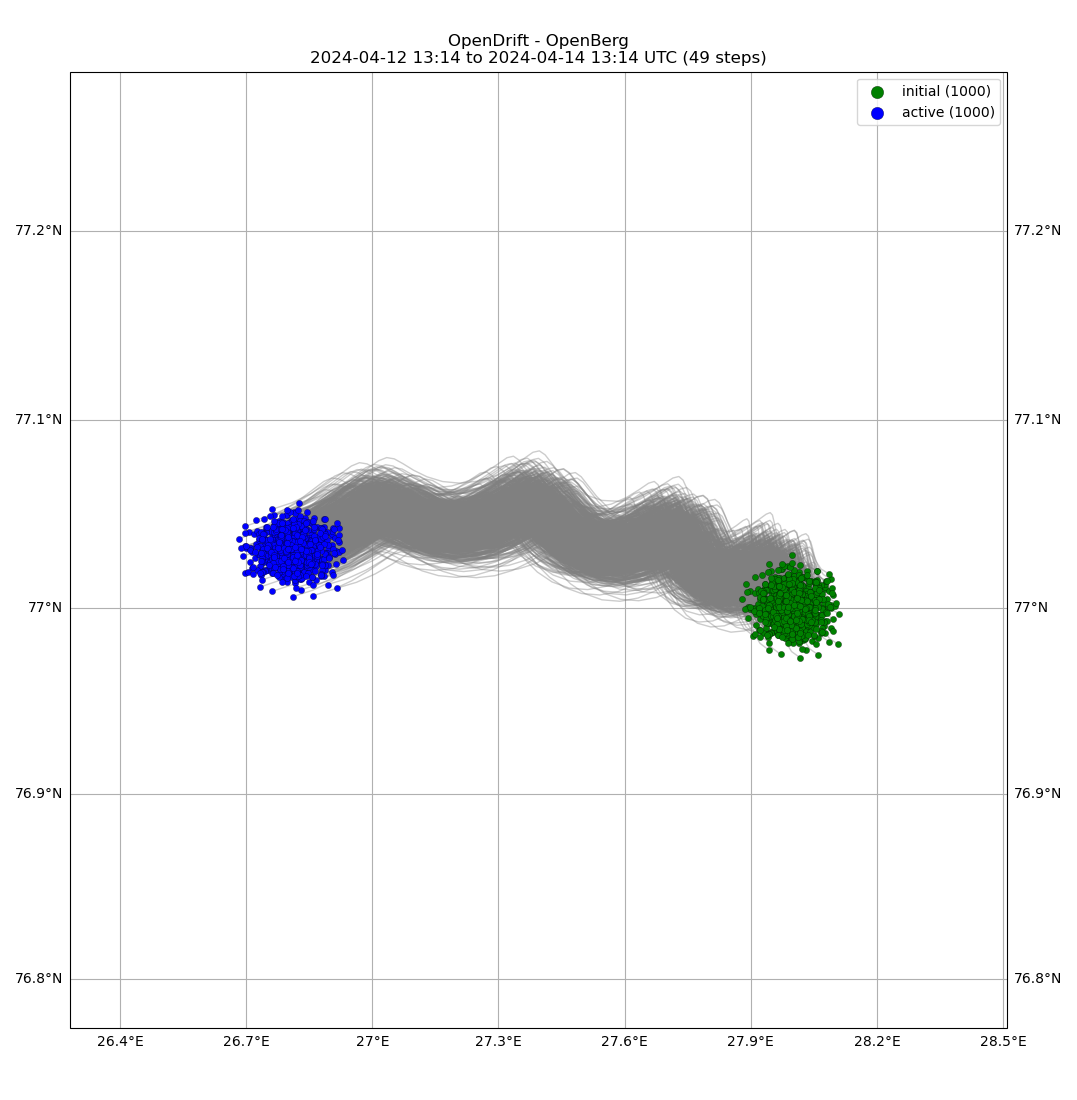 OpenDrift - OpenBerg
2024-04-12 13:14 to 2024-04-14 13:14 UTC (49 steps)
initial (1000)
active (1000)
77.2°N 77.2°N
77.1°N 77.1°N
77°N 77°N
76.9°N 76.9°N
76.8°N 76.8°N
26.4°E 26.7°E 27°E 27.3°E 27.6°E 27.9°E 28.2°E 28.5°E